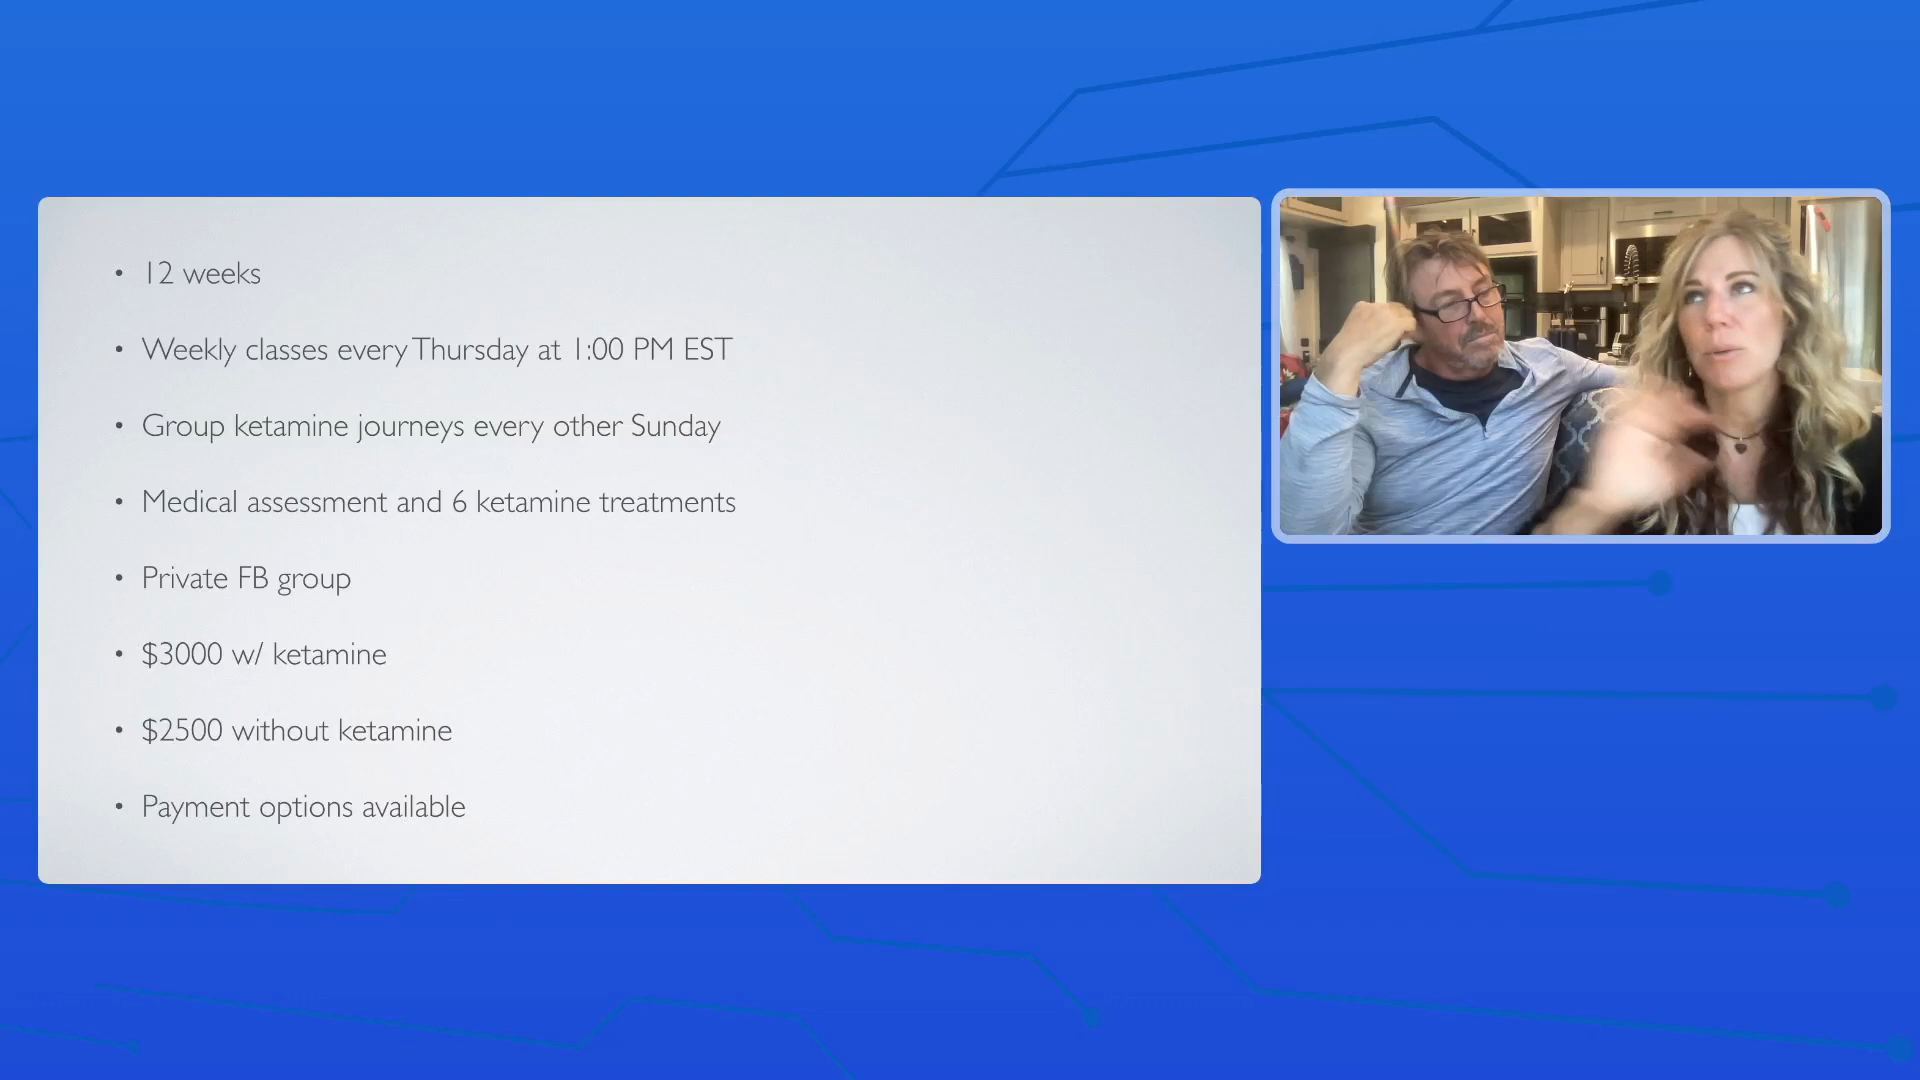 • 12 weeks
• Weekly classes every Thursday at 1:00 PM EST
• Group ketamine journeys every other Sunday
• Medical assessment and 6 ketamine treatments
• Private FB group
• $3000 w/ ketamine
• $2500 without ketamine
• Payment options available